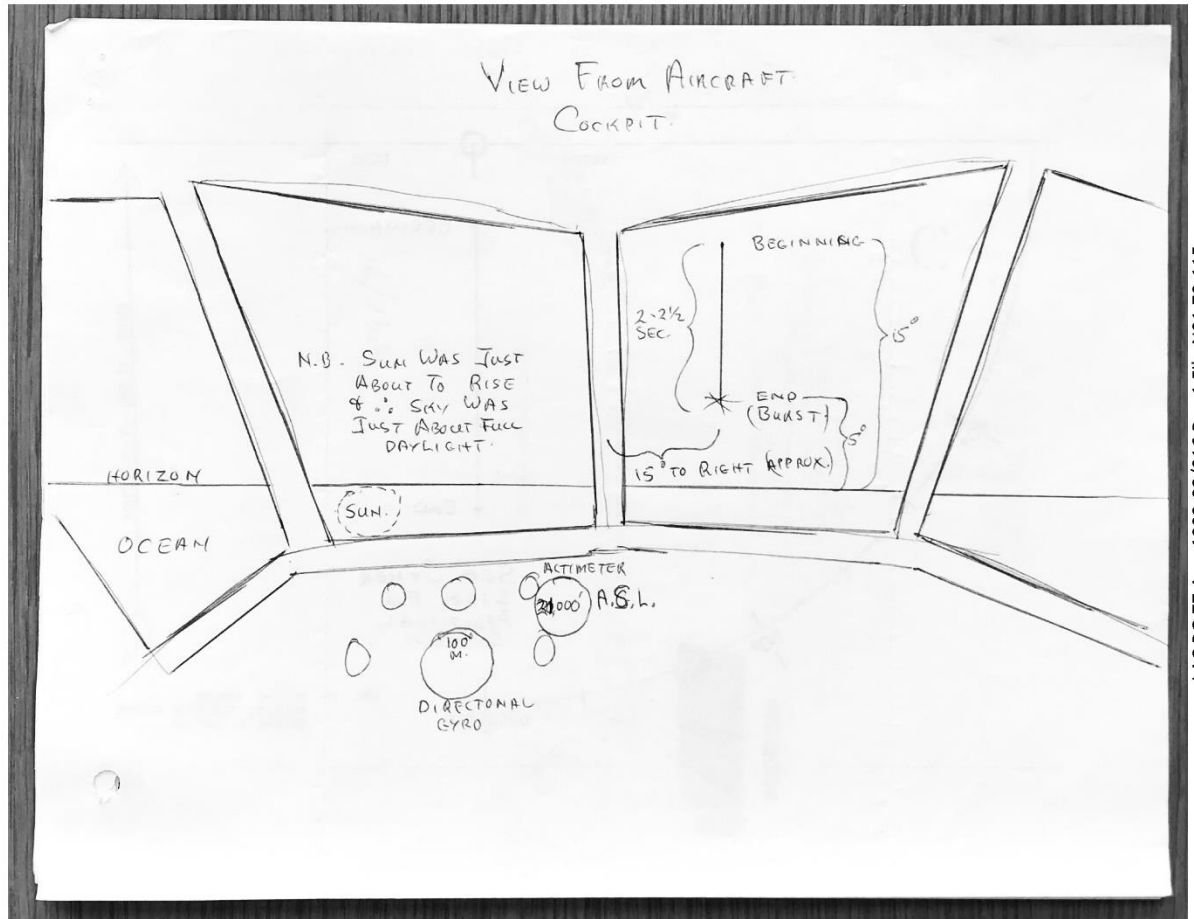 VIEW FROM AIRCRAFT
COCKPIT.
BEGINNING
2-2½
SEC.
15°
N.B. SUN WAS JUST
ABOUT TO RISE
& ∴ SKY WAS
JUST ABOUT FULL
DAYLIGHT.
END
(BURST)
5°
15° TO RIGHT (APPROX.)
HORIZON
SUN.
OCEAN
ALTIMETER
000' A.S.L.
100°
M.
DIRECTONAL
GYRO